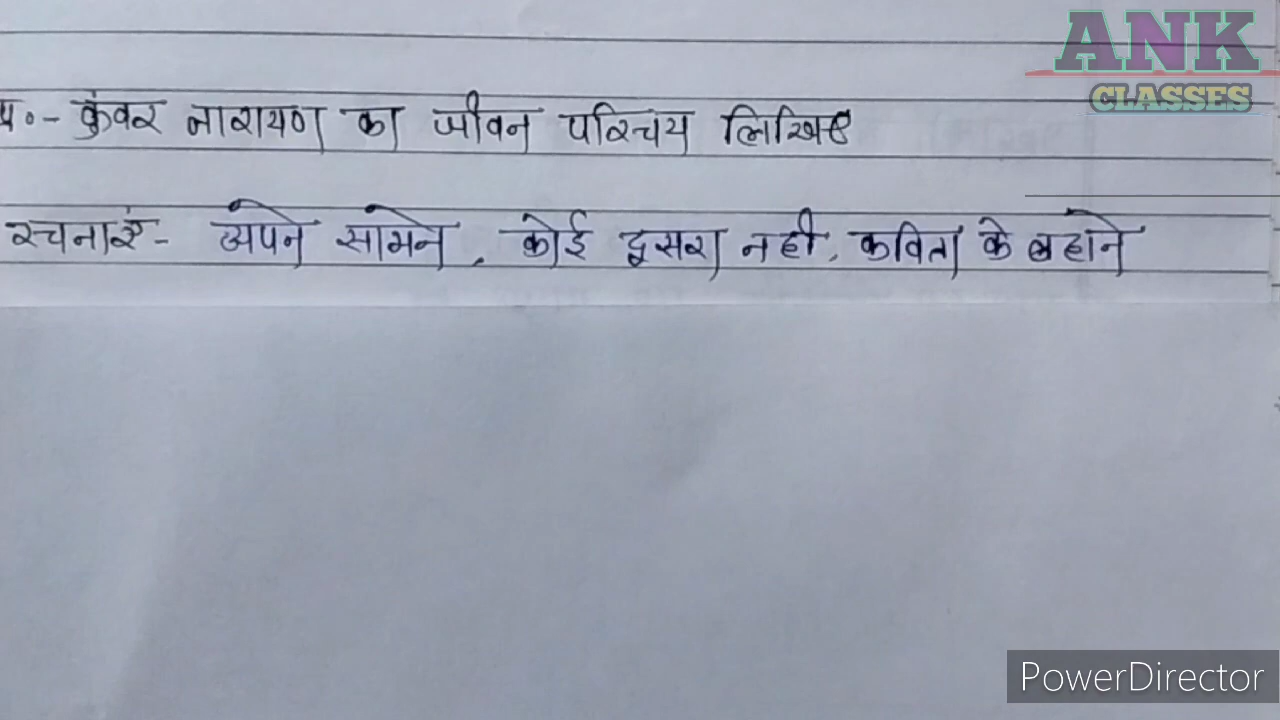 ANK
CLASSES
प्र०- कुंवर नारायण का जीवन परिचय लिखिए
रचनाएं- अपने सामने, कोई दूसरा नही, कविता के बहाने
PowerDirector